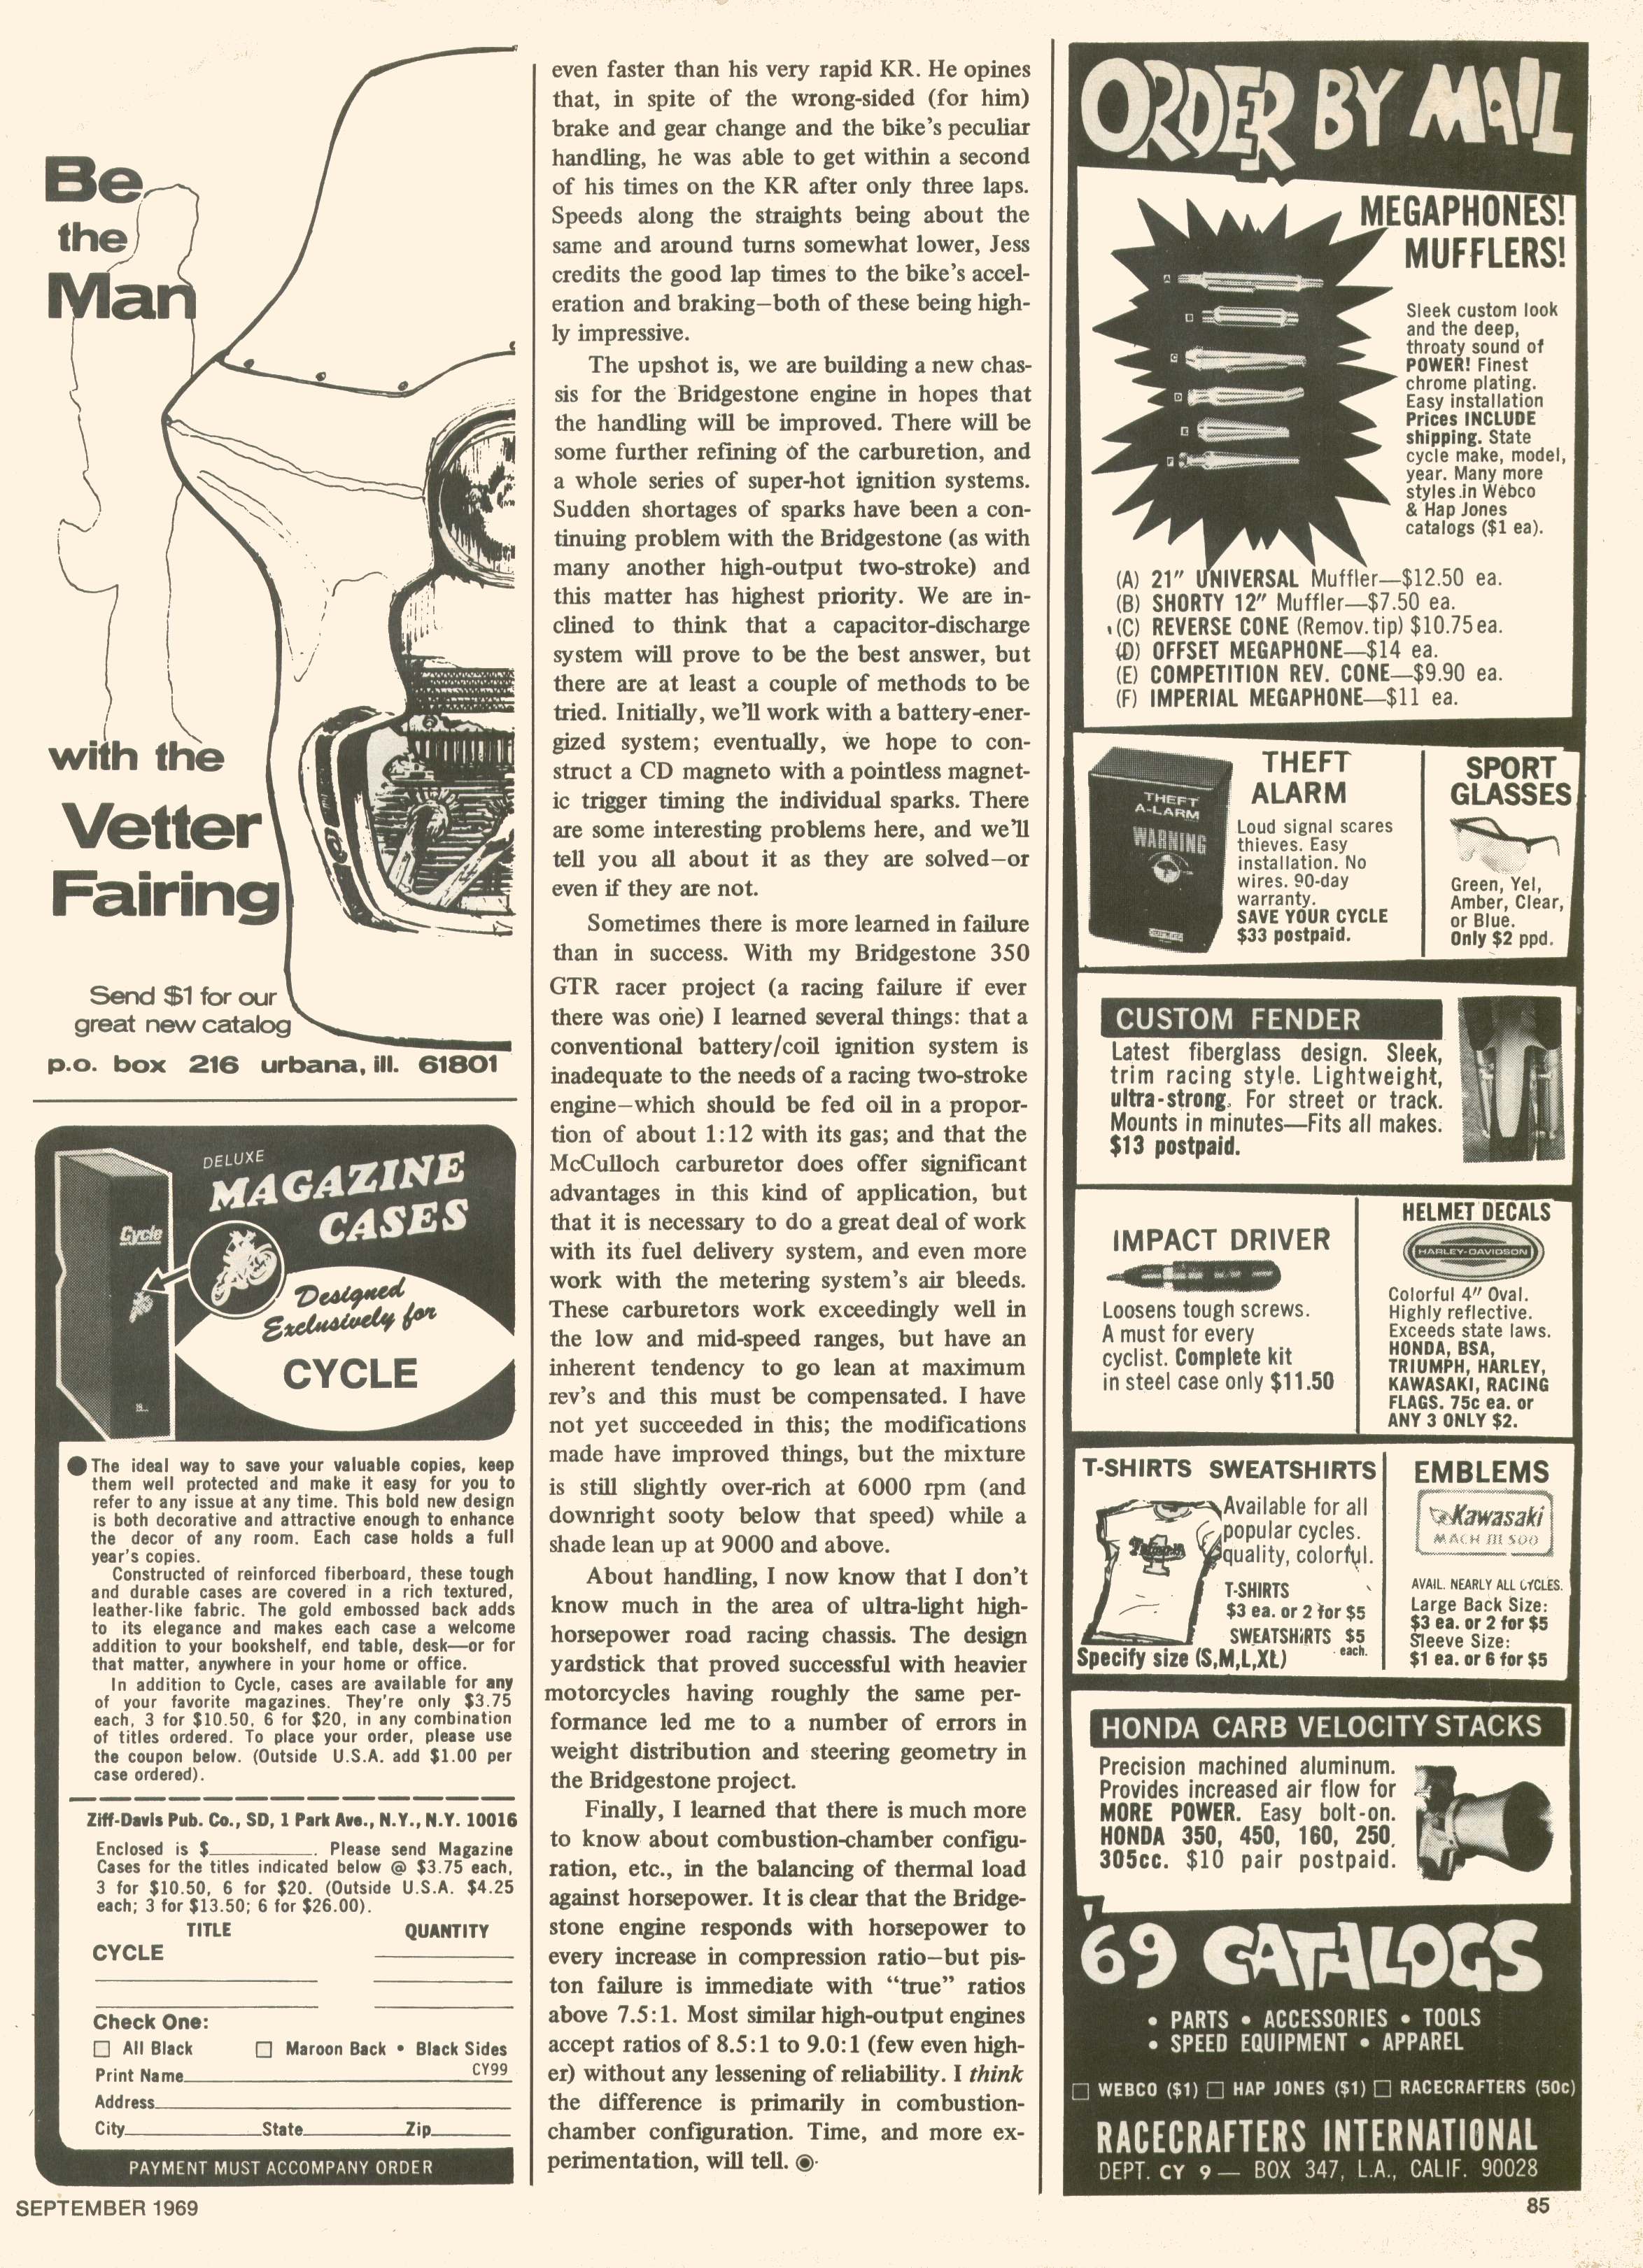 Be
the
Man
with the
Vetter
Fairing
Send $1 for our
great new catalog
p.o. box 216 urbana, ill. 61801
DELUXE
MAGAZINE
CASES
Cycle
Designed
Exclusively for
CYCLE
●The ideal way to save your valuable copies, keep
them well protected and make it easy for you to
refer to any issue at any time. This bold new design
is both decorative and attractive enough to enhance
the decor of any room. Each case holds a full
year's copies.
Constructed of reinforced fiberboard, these tough
and durable cases are covered in a rich textured,
leather-like fabric. The gold embossed back adds
to its elegance and makes each case a welcome
addition to your bookshelf, end table, desk—or for
that matter, anywhere in your home or office.
In addition to Cycle, cases are available for any
of your favorite magazines. They're only $3.75
each, 3 for $10.50, 6 for $20, in any combination
of titles ordered. To place your order, please use
the coupon below. (Outside U.S.A. add $1.00 per
case ordered).
Ziff-Davis Pub. Co., SD, 1 Park Ave., N.Y., N.Y. 10016
Enclosed is $__________. Please send Magazine
Cases for the titles indicated below @ $3.75 each,
3 for $10.50, 6 for $20. (Outside U.S.A. $4.25
each; 3 for $13.50; 6 for $26.00).
TITLE QUANTITY
CYCLE
Check One:
☐ All Black ☐ Maroon Back • Black Sides
CY99
Print Name
Address
City State Zip
PAYMENT MUST ACCOMPANY ORDER
even faster than his very rapid KR. He opines
that, in spite of the wrong-sided (for him)
brake and gear change and the bike's peculiar
handling, he was able to get within a second
of his times on the KR after only three laps.
Speeds along the straights being about the
same and around turns somewhat lower, Jess
credits the good lap times to the bike's accel-
eration and braking—both of these being high-
ly impressive.
The upshot is, we are building a new chas-
sis for the Bridgestone engine in hopes that
the handling will be improved. There will be
some further refining of the carburetion, and
a whole series of super-hot ignition systems.
Sudden shortages of sparks have been a con-
tinuing problem with the Bridgestone (as with
many another high-output two-stroke) and
this matter has highest priority. We are in-
clined to think that a capacitor-discharge
system will prove to be the best answer, but
there are at least a couple of methods to be
tried. Initially, we'll work with a battery-ener-
gized system; eventually, we hope to con-
struct a CD magneto with a pointless magnet-
ic trigger timing the individual sparks. There
are some interesting problems here, and we'll
tell you all about it as they are solved—or
even if they are not.
Sometimes there is more learned in failure
than in success. With my Bridgestone 350
GTR racer project (a racing failure if ever
there was one) I learned several things: that a
conventional battery/coil ignition system is
inadequate to the needs of a racing two-stroke
engine—which should be fed oil in a propor-
tion of about 1:12 with its gas; and that the
McCulloch carburetor does offer significant
advantages in this kind of application, but
that it is necessary to do a great deal of work
with its fuel delivery system, and even more
work with the metering system's air bleeds.
These carburetors work exceedingly well in
the low and mid-speed ranges, but have an
inherent tendency to go lean at maximum
rev's and this must be compensated. I have
not yet succeeded in this; the modifications
made have improved things, but the mixture
is still slightly over-rich at 6000 rpm (and
downright sooty below that speed) while a
shade lean up at 9000 and above.
About handling, I now know that I don't
know much in the area of ultra-light high-
horsepower road racing chassis. The design
yardstick that proved successful with heavier
motorcycles having roughly the same per-
formance led me to a number of errors in
weight distribution and steering geometry in
the Bridgestone project.
Finally, I learned that there is much more
to know about combustion-chamber configu-
ration, etc., in the balancing of thermal load
against horsepower. It is clear that the Bridge-
stone engine responds with horsepower to
every increase in compression ratio—but pis-
ton failure is immediate with "true" ratios
above 7.5:1. Most similar high-output engines
accept ratios of 8.5:1 to 9.0:1 (few even high-
er) without any lessening of reliability. I think
the difference is primarily in combustion-
chamber configuration. Time, and more ex-
perimentation, will tell.
ORDER BY MAIL
MEGAPHONES!
MUFFLERS!
A
B
C
D
E
F
Sleek custom look
and the deep,
throaty sound of
POWER! Finest
chrome plating.
Easy installation
Prices INCLUDE
shipping. State
cycle make, model,
year. Many more
styles in Webco
& Hap Jones
catalogs ($1 ea).
(A) 21" UNIVERSAL Muffler—$12.50 ea.
(B) SHORTY 12" Muffler—$7.50 ea.
(C) REVERSE CONE (Remov. tip) $10.75 ea.
(D) OFFSET MEGAPHONE—$14 ea.
(E) COMPETITION REV. CONE—$9.90 ea.
(F) IMPERIAL MEGAPHONE—$11 ea.
THEFT
A-LARM
WARNING
THEFT
ALARM
Loud signal scares
thieves. Easy
installation. No
wires. 90-day
warranty.
SAVE YOUR CYCLE
$33 postpaid.
SPORT
GLASSES
Green, Yel,
Amber, Clear,
or Blue.
Only $2 ppd.
CUSTOM FENDER
Latest fiberglass design. Sleek,
trim racing style. Lightweight,
ultra-strong. For street or track.
Mounts in minutes—Fits all makes.
$13 postpaid.
IMPACT DRIVER
Loosens tough screws.
A must for every
cyclist. Complete kit
in steel case only $11.50
HELMET DECALS
HARLEY-DAVIDSON
Colorful 4" Oval.
Highly reflective.
Exceeds state laws.
HONDA, BSA,
TRIUMPH, HARLEY,
KAWASAKI, RACING
FLAGS. 75c ea. or
ANY 3 ONLY $2.
T-SHIRTS SWEATSHIRTS
Available for all
popular cycles.
quality, colorful.
T-SHIRTS
$3 ea. or 2 for $5
SWEATSHIRTS $5
each.
Specify size (S,M,L,XL)
EMBLEMS
Kawasaki
MACH III 500
AVAIL. NEARLY ALL CYCLES.
Large Back Size:
$3 ea. or 2 for $5
Sleeve Size:
$1 ea. or 6 for $5
HONDA CARB VELOCITY STACKS
Precision machined aluminum.
Provides increased air flow for
MORE POWER. Easy bolt-on.
HONDA 350, 450, 160, 250,
305cc. $10 pair postpaid.
'69 CATALOGS
• PARTS • ACCESSORIES • TOOLS
• SPEED EQUIPMENT • APPAREL
☐ WEBCO ($1) ☐ HAP JONES ($1) ☐ RACECRAFTERS (50c)
RACECRAFTERS INTERNATIONAL
DEPT. CY 9— BOX 347, L.A., CALIF. 90028
SEPTEMBER 1969
85